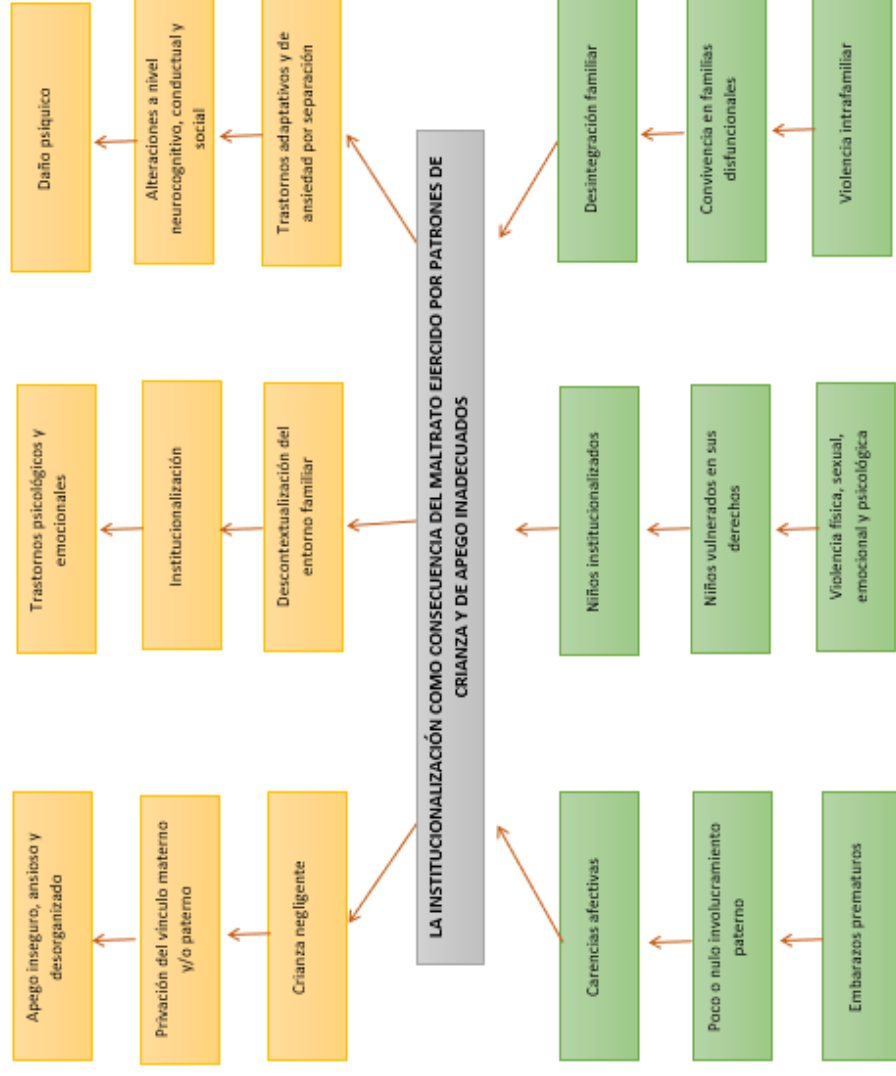 Apego inseguro, ansioso y
desorganizado
Trastornos psicológicos y
emocionales
Daño psíquico
Privación del vínculo materno
y/o paterno
Institucionalización
Alteraciones a nivel
neurocognitivo, conductual y
social
Crianza negligente
Descontextualización del
entorno familiar
Trastornos adaptativos y de
ansiedad por separación
LA INSTITUCIONALIZACIÓN COMO CONSECUENCIA DEL MALTRATO EJERCIDO POR PATRONES DE
CRIANZA Y DE APEGO INADECUADOS
Carencias afectivas
Niños institucionalizados
Desintegración familiar
Poco o nulo involucramiento
paterno
Niños vulnerados en sus
derechos
Convivencia en familias
disfuncionales
Embarazos prematuros
Violencia física, sexual,
emocional y psicológica
Violencia intrafamiliar